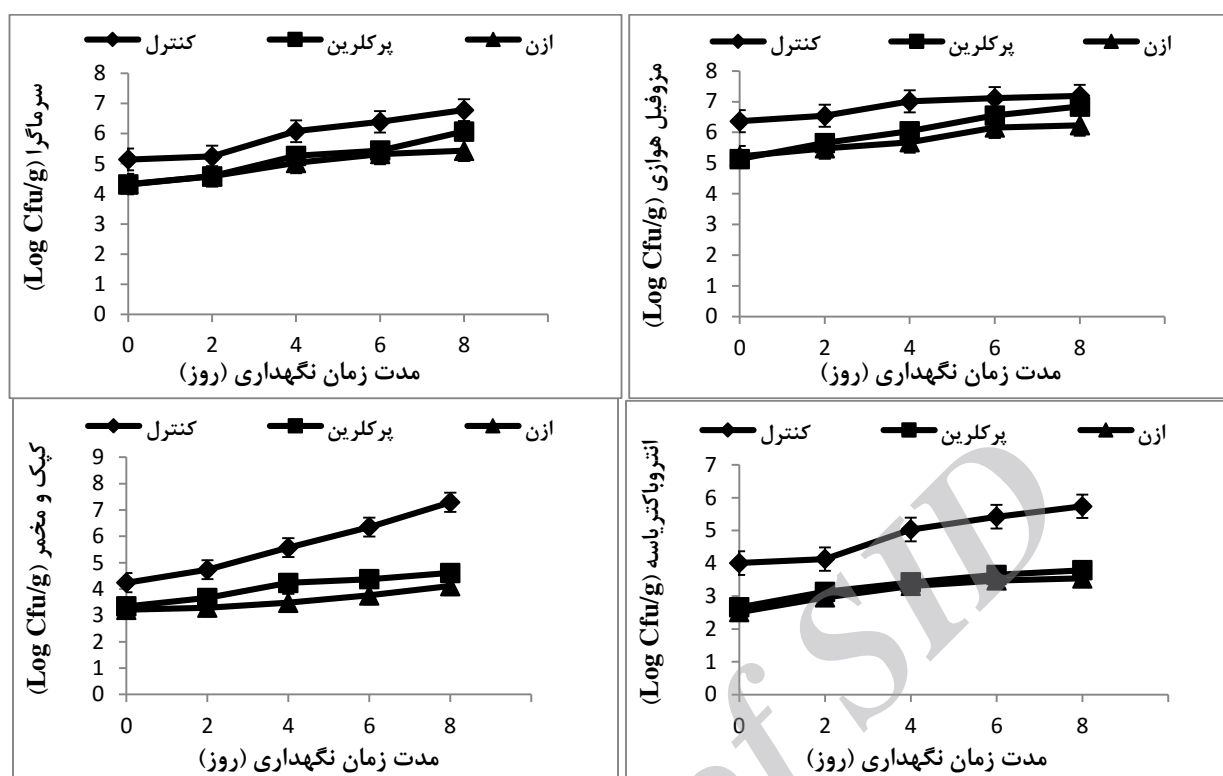 کنترل پرکلرین ازن
سرماگرا (Log Cfu/g)
8
7
6
5
4
3
2
1
0
0 2 4 6 8
مدت زمان نگهداری (روز)
کنترل پرکلرین ازن
مزوفیل هوازی (Log Cfu/g)
8
7
6
5
4
3
2
1
0
0 2 4 6 8
مدت زمان نگهداری (روز)
کنترل پرکلرین ازن
کپک و مخمر (Log Cfu/g)
9
8
7
6
5
4
3
2
1
0
0 2 4 6 8
مدت زمان نگهداری (روز)
کنترل پرکلرین ازن
انتروباکتریاسه (Log Cfu/g)
7
6
5
4
3
2
1
0
0 2 4 6 8
مدت زمان نگهداری (روز)
of SID